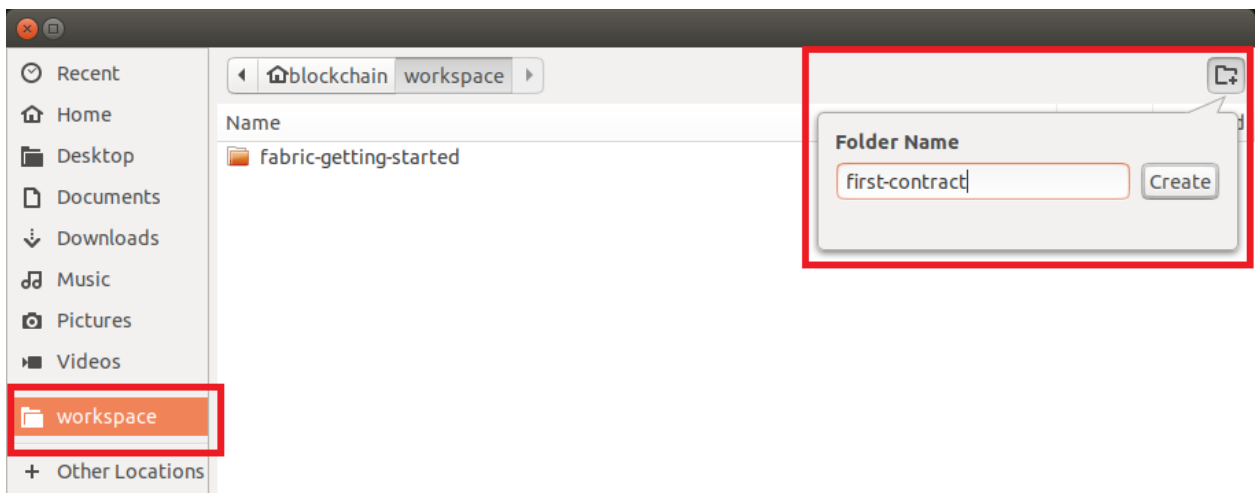 Recent
Home
Desktop
Documents
Downloads
Music
Pictures
Videos
workspace
+ Other Locations
blockchain workspace
Name
fabric-getting-started
Folder Name
first-contract Create